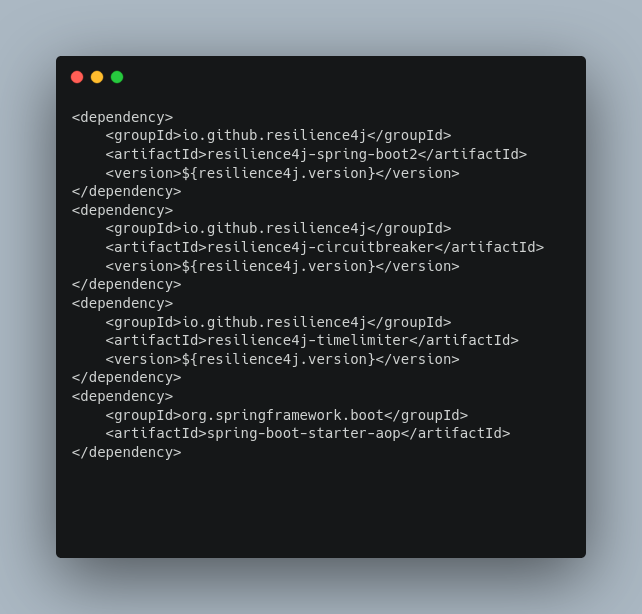 <dependency>
    <groupId>io.github.resilience4j</groupId>
    <artifactId>resilience4j-spring-boot2</artifactId>
    <version>${resilience4j.version}</version>
</dependency>
<dependency>
    <groupId>io.github.resilience4j</groupId>
    <artifactId>resilience4j-circuitbreaker</artifactId>
    <version>${resilience4j.version}</version>
</dependency>
<dependency>
    <groupId>io.github.resilience4j</groupId>
    <artifactId>resilience4j-timelimiter</artifactId>
    <version>${resilience4j.version}</version>
</dependency>
<dependency>
    <groupId>org.springframework.boot</groupId>
    <artifactId>spring-boot-starter-aop</artifactId>
</dependency>